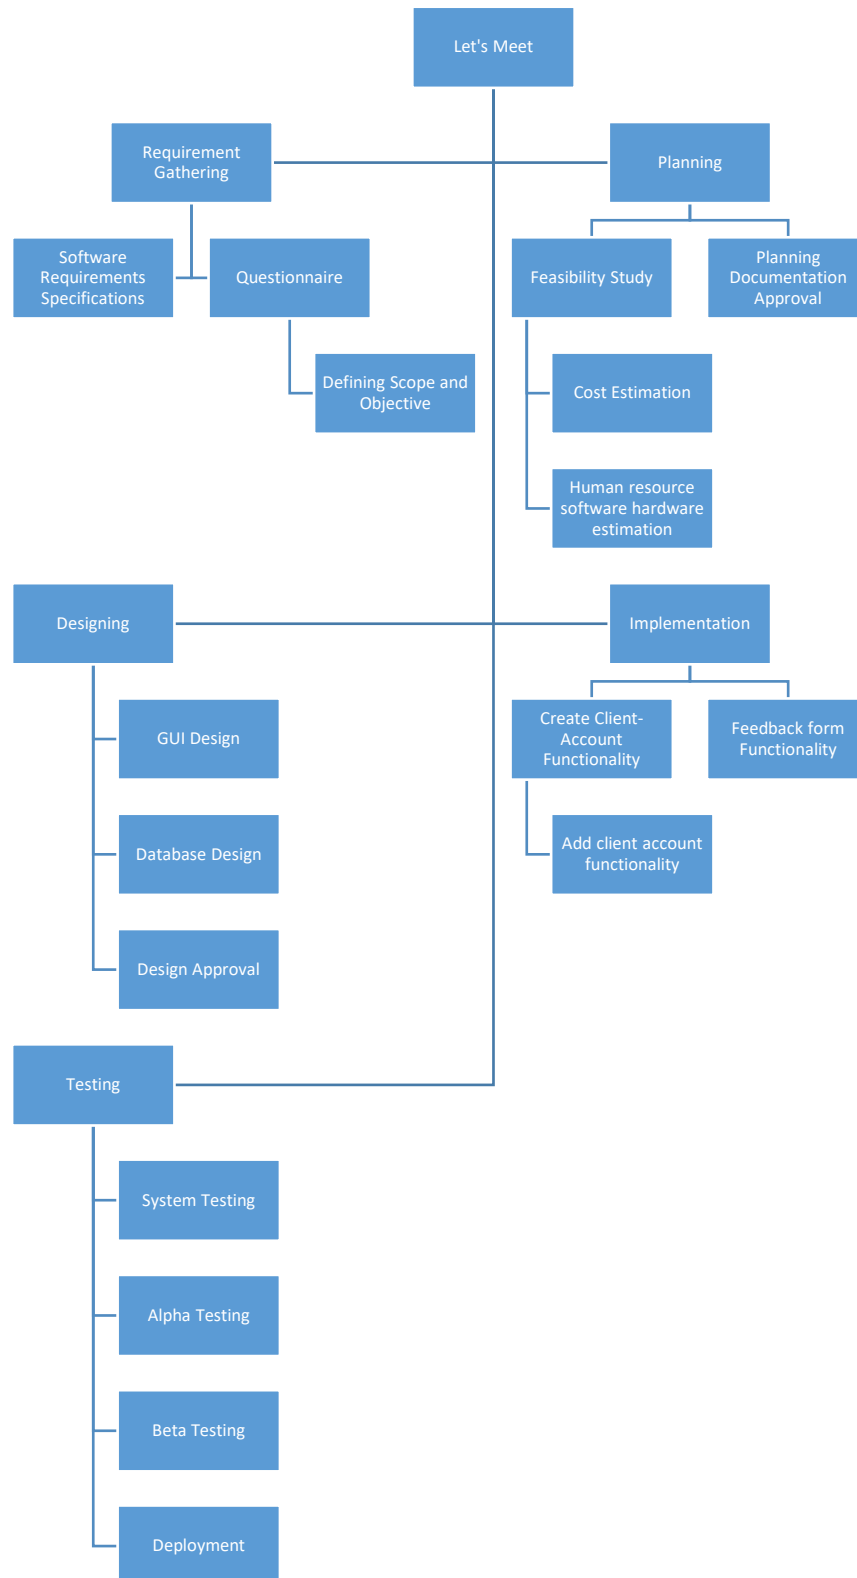 Let's Meet
Requirement
Gathering
Planning
Software
Requirements
Specifications
Questionnaire
Feasibility Study
Planning
Documentation
Approval
Defining Scope and
Objective
Cost Estimation
Human resource
software hardware
estimation
Designing
Implementation
GUI Design
Create Client-
Account
Functionality
Feedback form
Functionality
Database Design
Add client account
functionality
Design Approval
Testing
System Testing
Alpha Testing
Beta Testing
Deployment